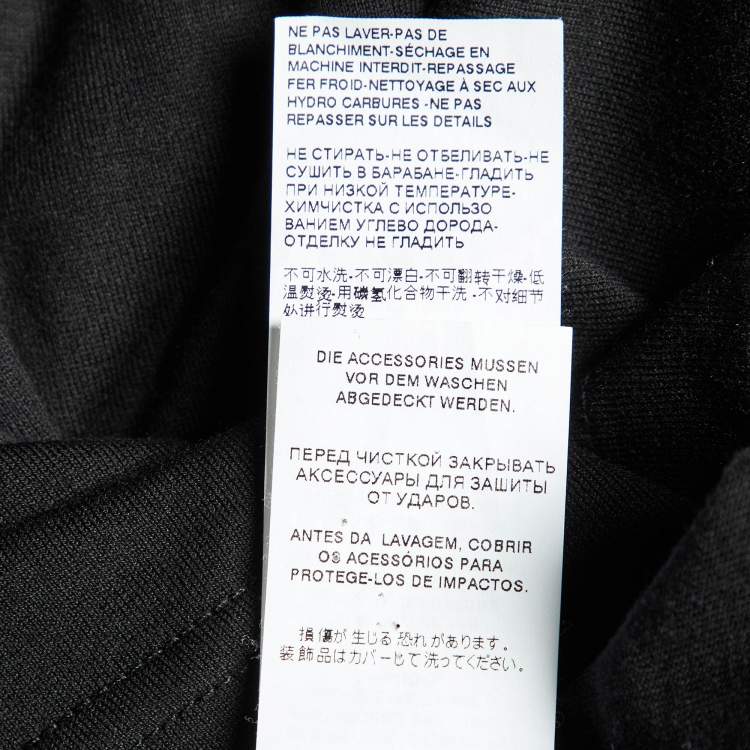 NE PAS LAVER-PAS DE
BLANCHIMENT-SÉCHAGE EN
MACHINE INTERDIT-REPASSAGE
FER FROID-NETTOYAGE À SEC AUX
HYDRO CARBURES -NE PAS
REPASSER SUR LES DETAILS
НЕ СТИРАТЬ-НЕ ОТБЕЛИВАТЬ-НЕ
СУШИТЬ В БАРАБАНЕ-ГЛАДИТЬ
ПРИ НИЗКОЙ ТЕМПЕРАТУРЕ-
ХИМЧИСТКА С ИСПОЛЬЗО
ВАНИЕМ УГЛЕВО ДОРОДА-
ОТДЕЛКУ НЕ ГЛАДИТЬ
不可水洗-不可漂白-不可翻转干燥-低
温熨烫-用碳氢化合物干洗-不对细节
处进行熨烫
DIE ACCESSORIES MUSSEN
VOR DEM WASCHEN
ABGEDECKT WERDEN.
ПЕРЕД ЧИСТКОЙ ЗАКРЫВАТЬ
АКСЕССУАРЫ ДЛЯ ЗАШИТЫ
ОТ УДАРОВ.
ANTES DA LAVAGEM, COBRIR
OS ACESSÓRIOS PARA
PROTEGE-LOS DE IMPACTOS.
損傷が生じる恐れがあります。
装飾品はカバーして洗ってください。